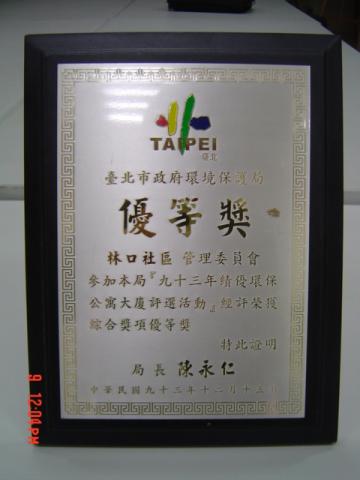 TAIPEI
臺北
臺北市政府環境保護局
優等獎
林口社區 管理委員會
參加本局『九十三年績優環保
公寓大廈評選活動』經評榮獲
綜合獎項優等獎
特此證明
局長 陳永仁
中華民國九十三年十二月十五日